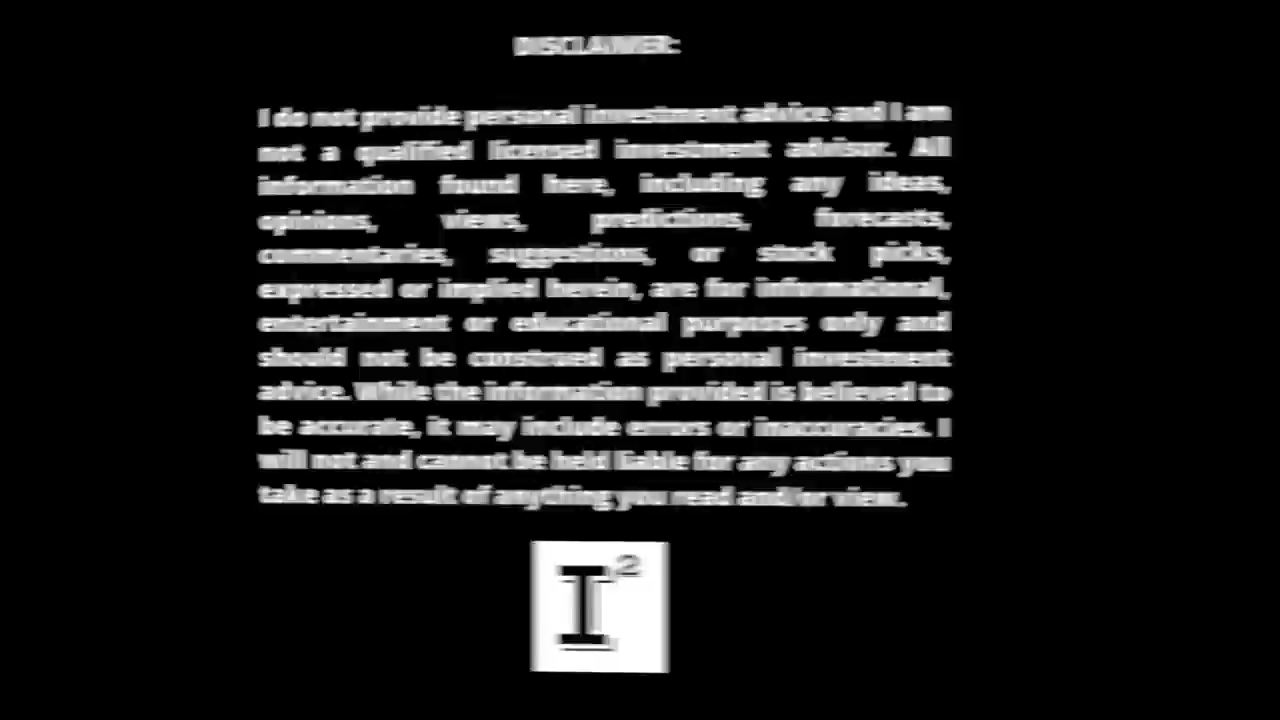 DISCLAIMER:
I do not provide personal investment advice and I am
not a qualified licensed investment advisor. All
information found here, including any ideas,
opinions, views, predictions, forecasts,
commentaries, suggestions, or stock picks,
expressed or implied herein, are for informational,
entertainment or educational purposes only and
should not be construed as personal investment
advice. While the information provided is believed to
be accurate, it may include errors or inaccuracies. I
will not and cannot be held liable for any actions you
take as a result of anything you read and/or view.
I²